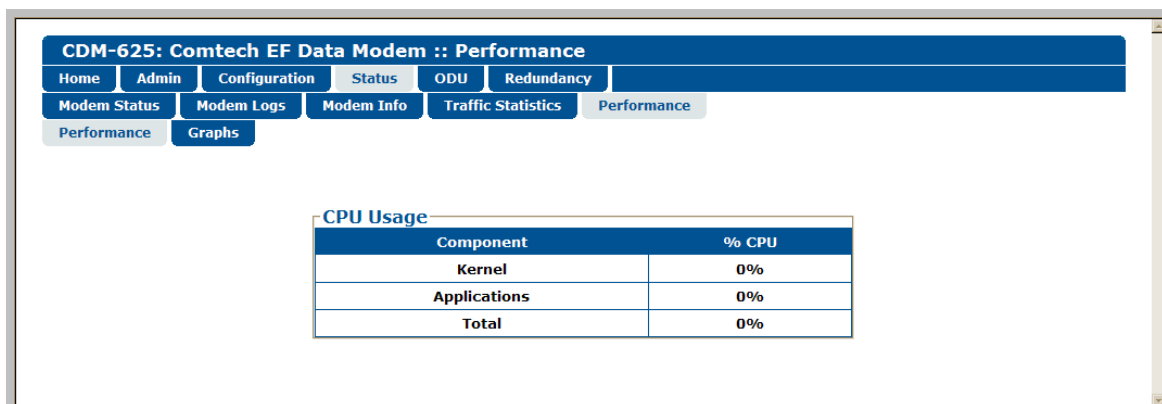 CDM-625: Comtech EF Data Modem :: Performance
Home Admin Configuration Status ODU Redundancy
Modem Status Modem Logs Modem Info Traffic Statistics Performance
Performance Graphs
CPU Usage
Component % CPU
Kernel 0%
Applications 0%
Total 0%